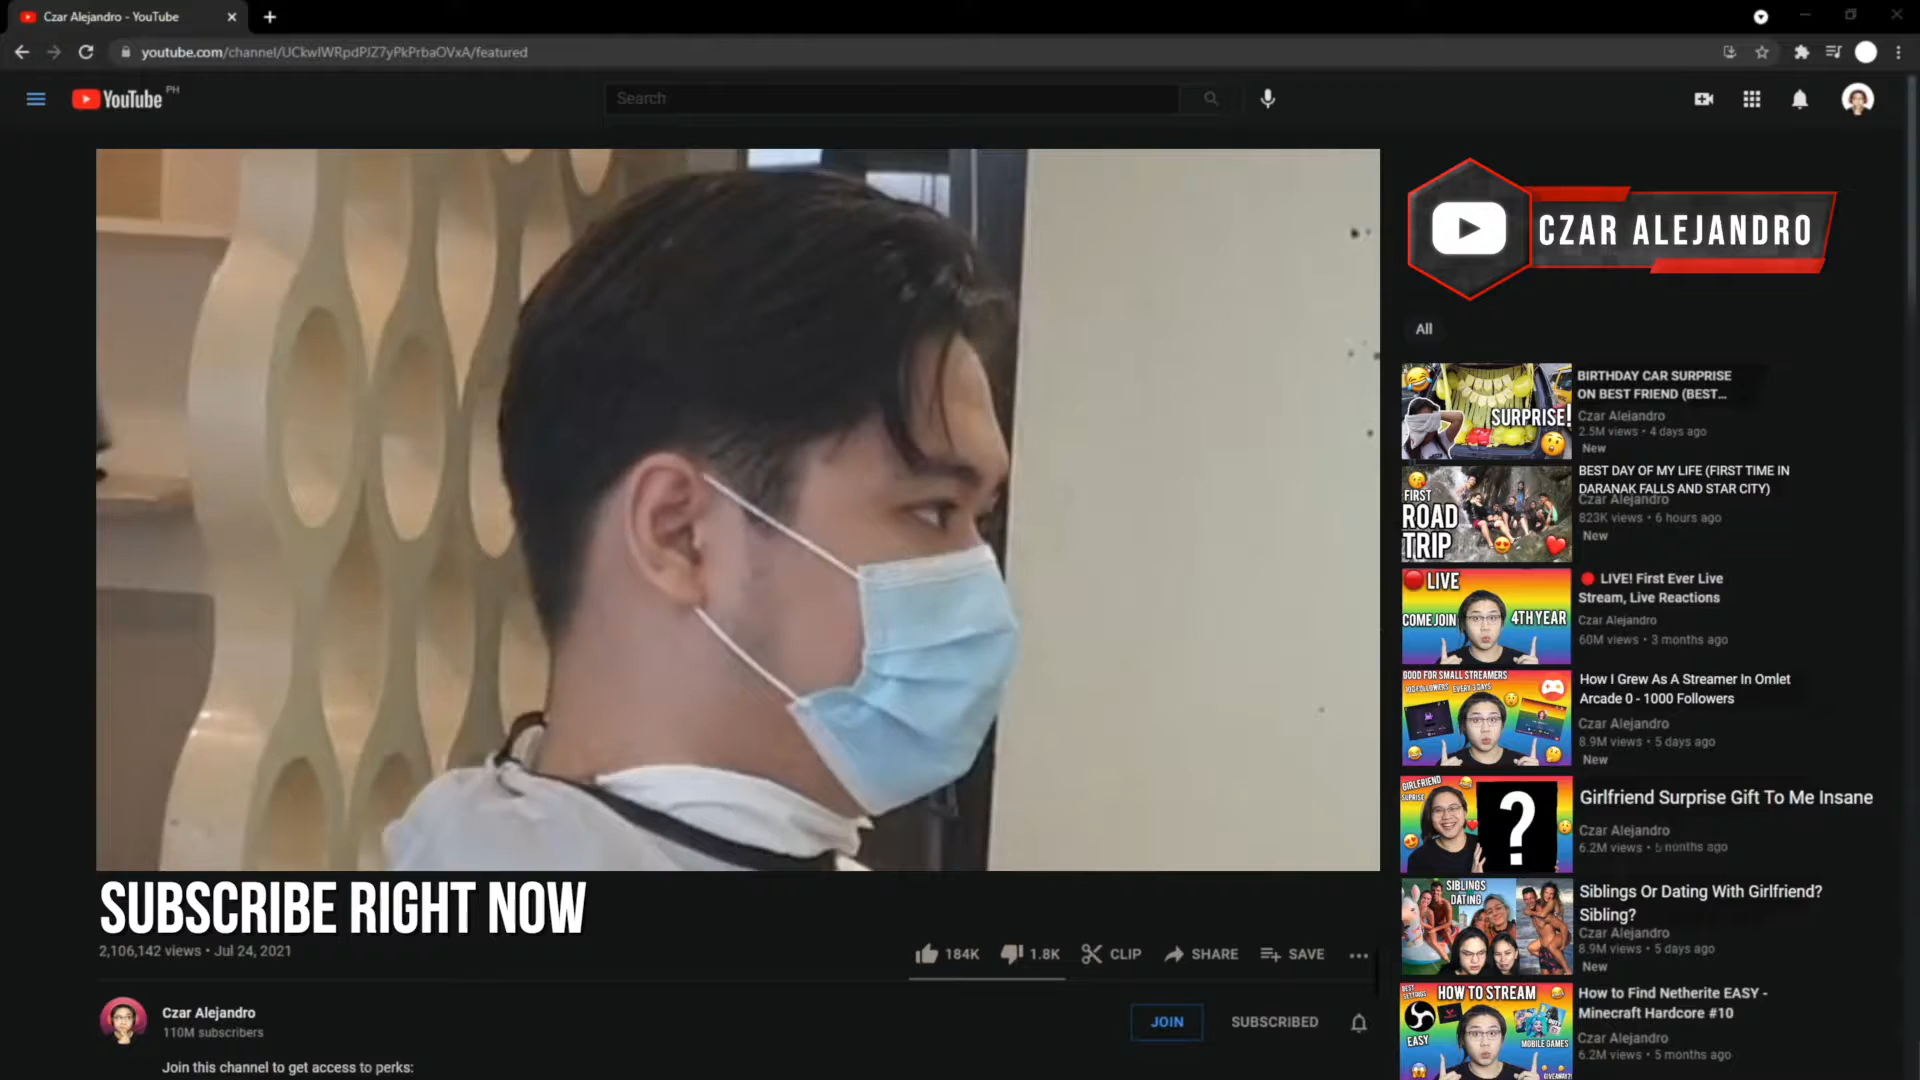 Czar Alejandro - YouTube
youtube.com/channel/UCkwIWRpdPJZ7yPkPrbaOVxA/featured
YouTube PH
Search
CZAR ALEJANDRO
All
SURPRISE!
BIRTHDAY CAR SURPRISE
ON BEST FRIEND (BEST...
Czar Alejandro
2.5M views • 4 days ago
New
FIRST
ROAD
TRIP
BEST DAY OF MY LIFE (FIRST TIME IN
DARANAK FALLS AND STAR CITY)
Czar Alejandro
823K views • 6 hours ago
New
LIVE
COME JOIN
4TH YEAR
LIVE! First Ever Live
Stream, Live Reactions
Czar Alejandro
60M views • 3 months ago
GOOD FOR SMALL STREAMERS
EVERY 3 DAYS
How I Grew As A Streamer In Omlet
Arcade 0 - 1000 Followers
Czar Alejandro
8.9M views • 5 days ago
New
GIRLFRIEND
?
Girlfriend Surprise Gift To Me Insane
Czar Alejandro
6.2M views • 5 months ago
SIBLINGS
DATING
Siblings Or Dating With Girlfriend?
Sibling?
Czar Alejandro
8.9M views • 5 days ago
New
HOW TO STREAM
EASY
MOBILE GAMES
How to Find Netherite EASY -
Minecraft Hardcore #10
Czar Alejandro
6.2M views • 5 months ago
SUBSCRIBE RIGHT NOW
2,106,142 views • Jul 24, 2021
184K
1.8K
CLIP
SHARE
SAVE
Czar Alejandro
110M subscribers
JOIN
SUBSCRIBED
Join this channel to get access to perks: